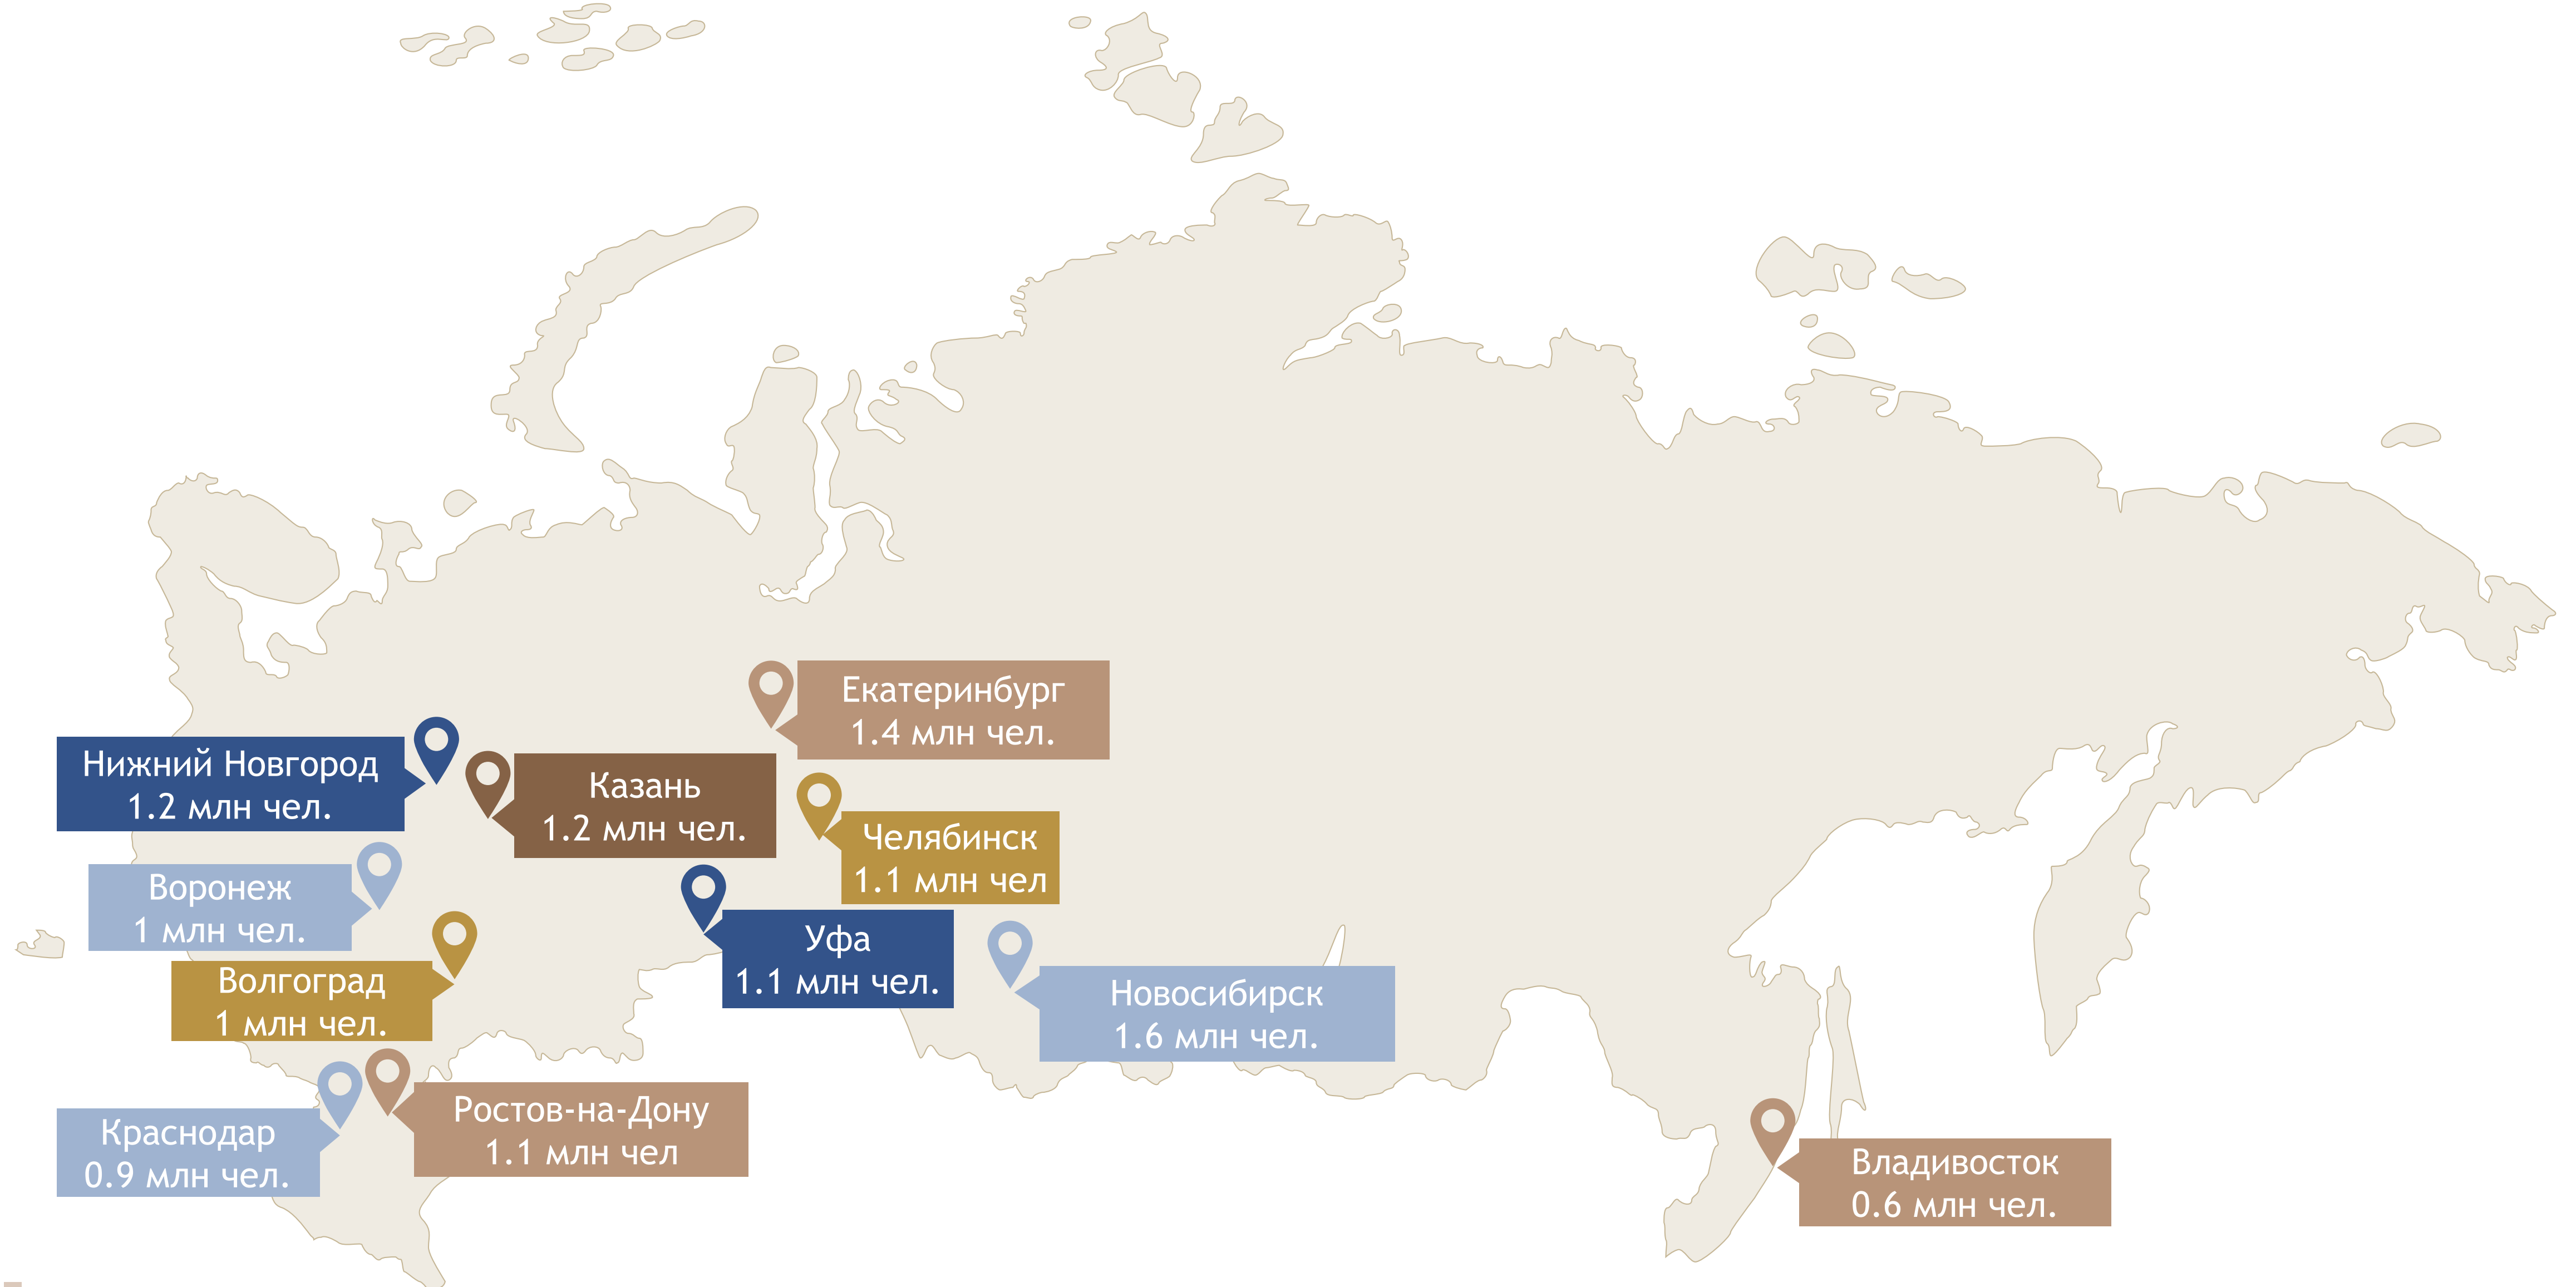 Екатеринбург
1.4 млн чел.
Нижний Новгород
1.2 млн чел.
Казань
1.2 млн чел.
Челябинск
1.1 млн чел
Воронеж
1 млн чел.
Уфа
1.1 млн чел.
Волгоград
1 млн чел.
Новосибирск
1.6 млн чел.
Ростов-на-Дону
1.1 млн чел
Краснодар
0.9 млн чел.
Владивосток
0.6 млн чел.